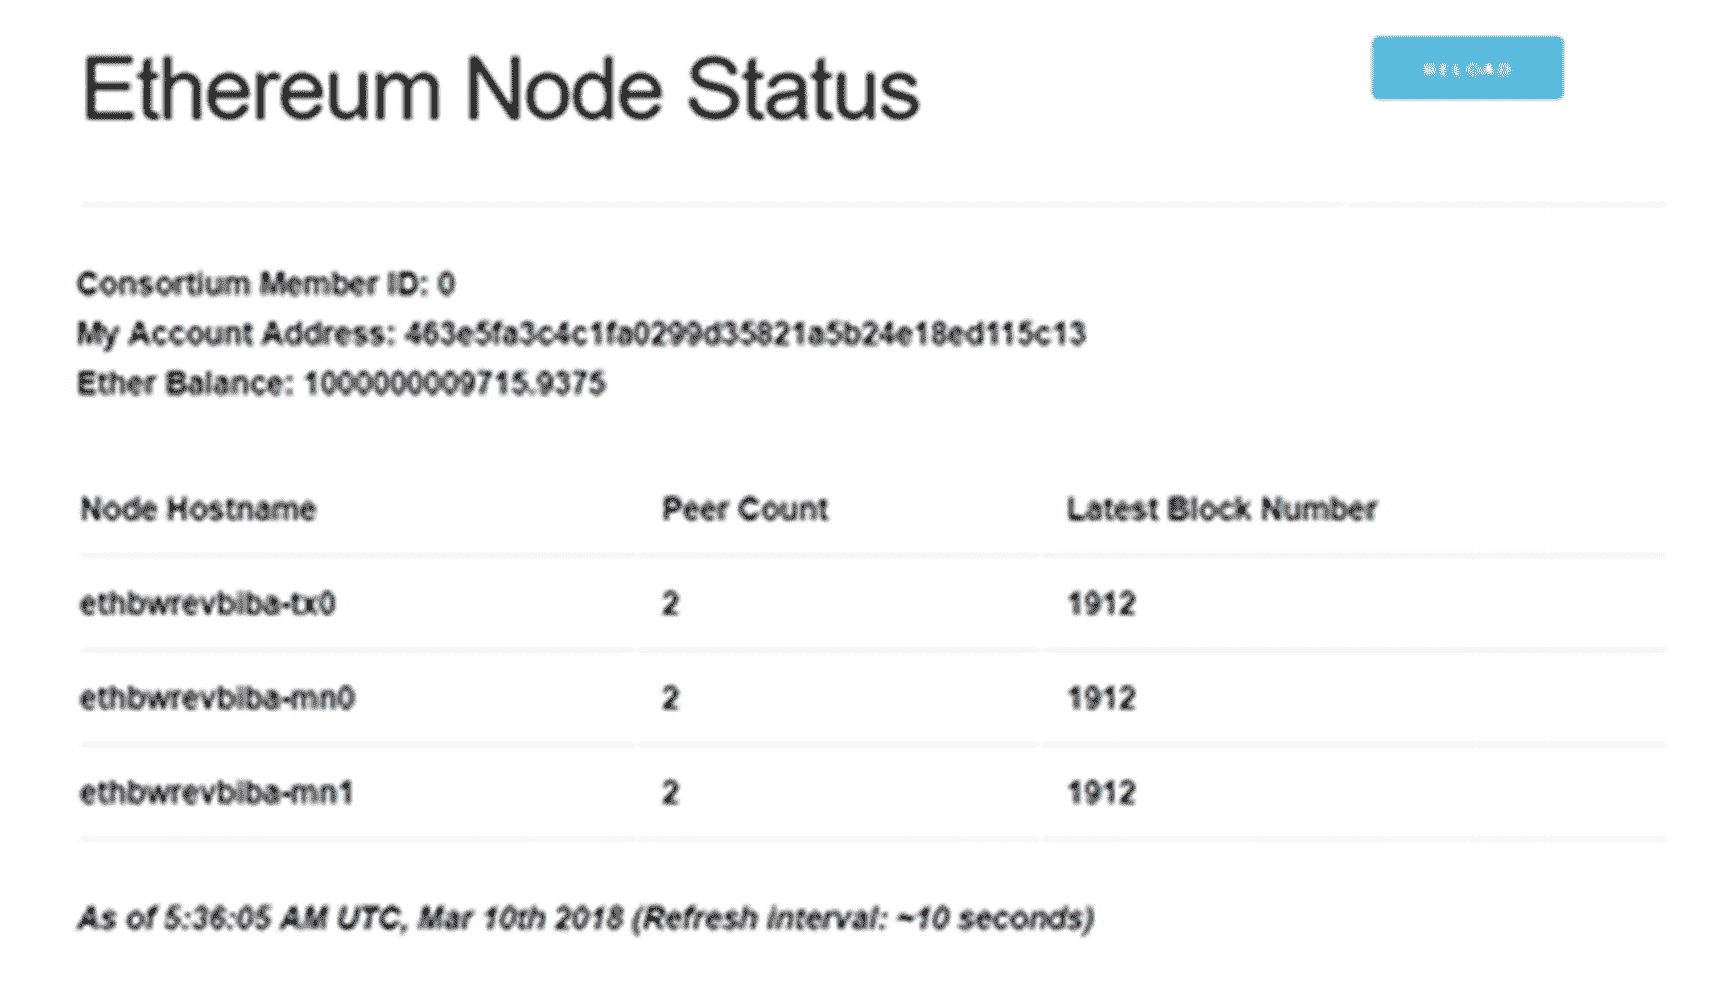 Ethereum Node Status
RELOAD
Consortium Member ID: 0
My Account Address: 463e5fa3c4c1fa0299d35821a5b24e18ed115c13
Ether Balance: 1000000009715.9375
Node Hostname Peer Count Latest Block Number
ethbwrevbiba-tx0 2 1912
ethbwrevbiba-mn0 2 1912
ethbwrevbiba-mn1 2 1912
As of 5:36:05 AM UTC, Mar 10th 2018 (Refresh interval: ~10 seconds)